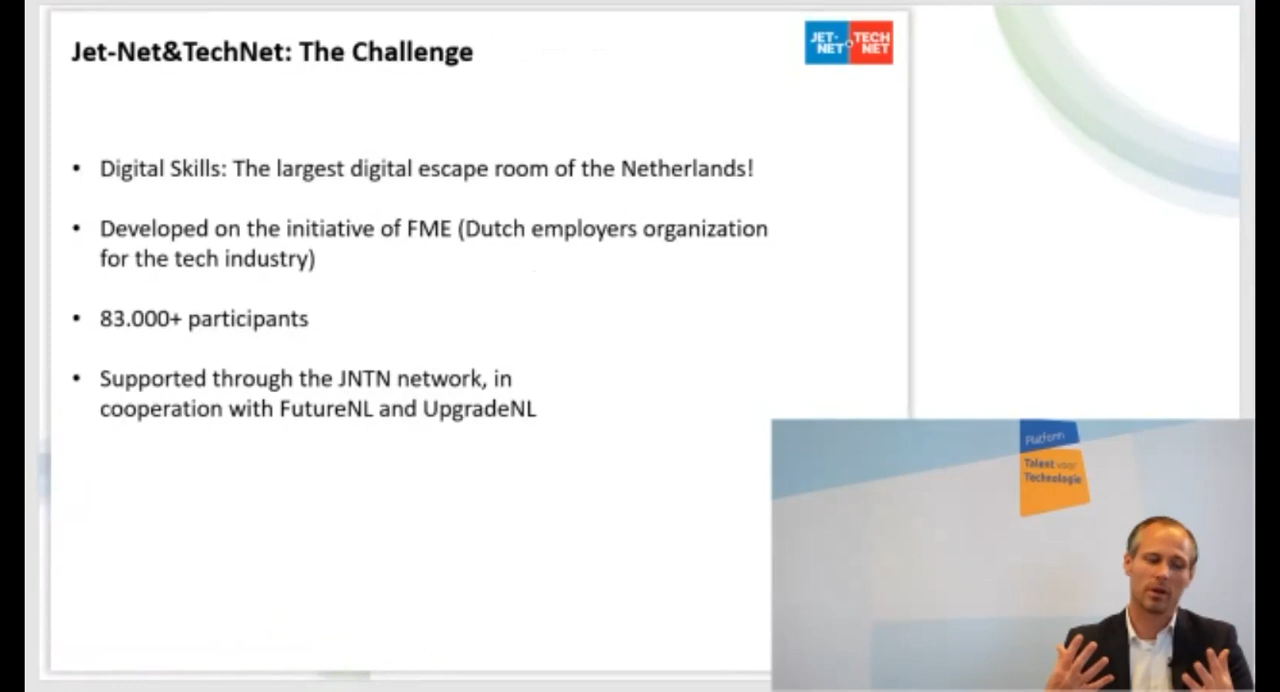 Jet-Net&TechNet: The Challenge
JET-
NET
TECH
NET
• Digital Skills: The largest digital escape room of the Netherlands!
• Developed on the initiative of FME (Dutch employers organization
for the tech industry)
• 83.000+ participants
• Supported through the JNTN network, in
cooperation with FutureNL and UpgradeNL
Platform
Talent voor
Technologie